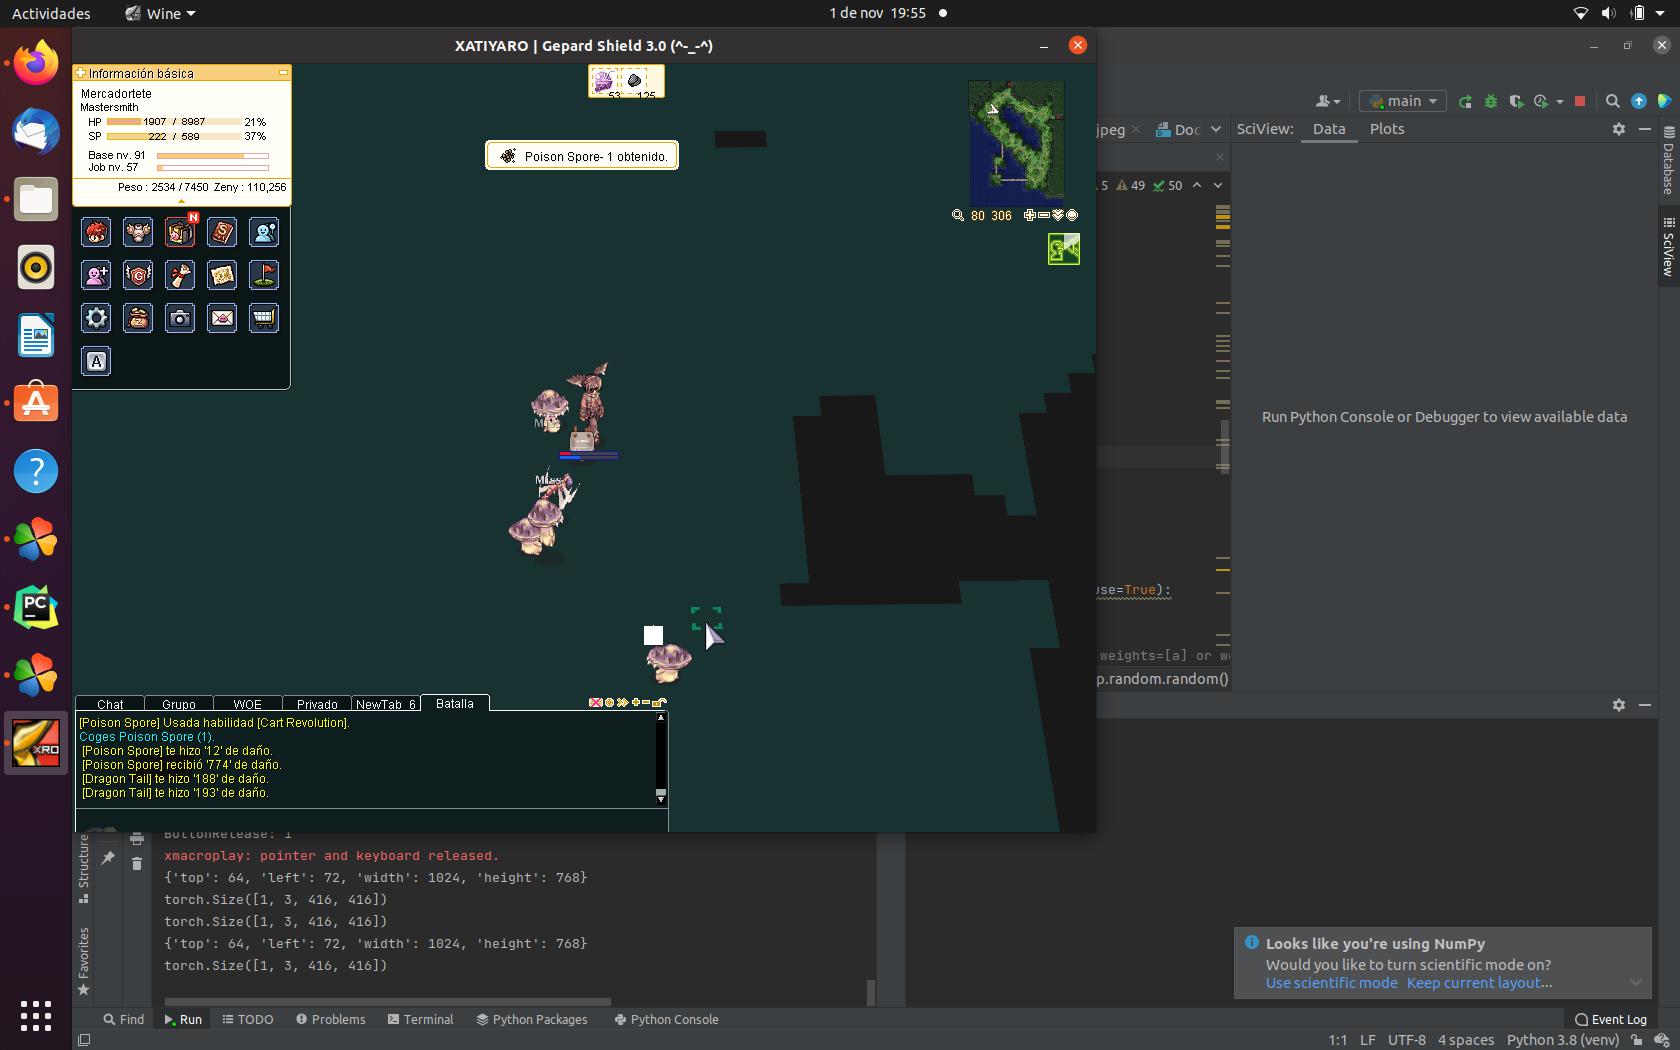 Actividades
Wine
1 de nov 19:55
XATIYARO | Gepard Shield 3.0 (^-_-^)
Información básica
Mercadortete
Mastersmith
HP 1907 / 8987 21%
SP 222 / 589 37%
Base nv. 91
Job nv. 57
Peso : 2534 / 7450 Zeny : 110,256
N
A
53 125
Poison Spore- 1 obtenido.
80 306
Miss
Chat
Grupo
WOE
Privado
NewTab_6
Batalla
[Poison Spore] Usada habilidad [Cart Revolution].
Coges Poison Spore (1).
[Poison Spore] te hizo '12' de daño.
[Poison Spore] recibió '774' de daño.
[Dragon Tail] te hizo '188' de daño.
[Dragon Tail] te hizo '193' de daño.
PC
XRO
main
jpeg
Doc
SciView:
Data
Plots
5 49 50
Database
SciView
Run Python Console or Debugger to view available data
use=True):
weights=[a] or w
p.random.random()
ButtonRelease: 1
xmacroplay: pointer and keyboard released.
{'top': 64, 'left': 72, 'width': 1024, 'height': 768}
torch.Size([1, 3, 416, 416])
torch.Size([1, 3, 416, 416])
{'top': 64, 'left': 72, 'width': 1024, 'height': 768}
torch.Size([1, 3, 416, 416])
Structure
Favorites
Looks like you're using NumPy
Would you like to turn scientific mode on?
Use scientific mode Keep current layout...
Find
Run
TODO
Problems
Terminal
Python Packages
Python Console
Event Log
1:1 LF UTF-8 4 spaces Python 3.8 (venv)